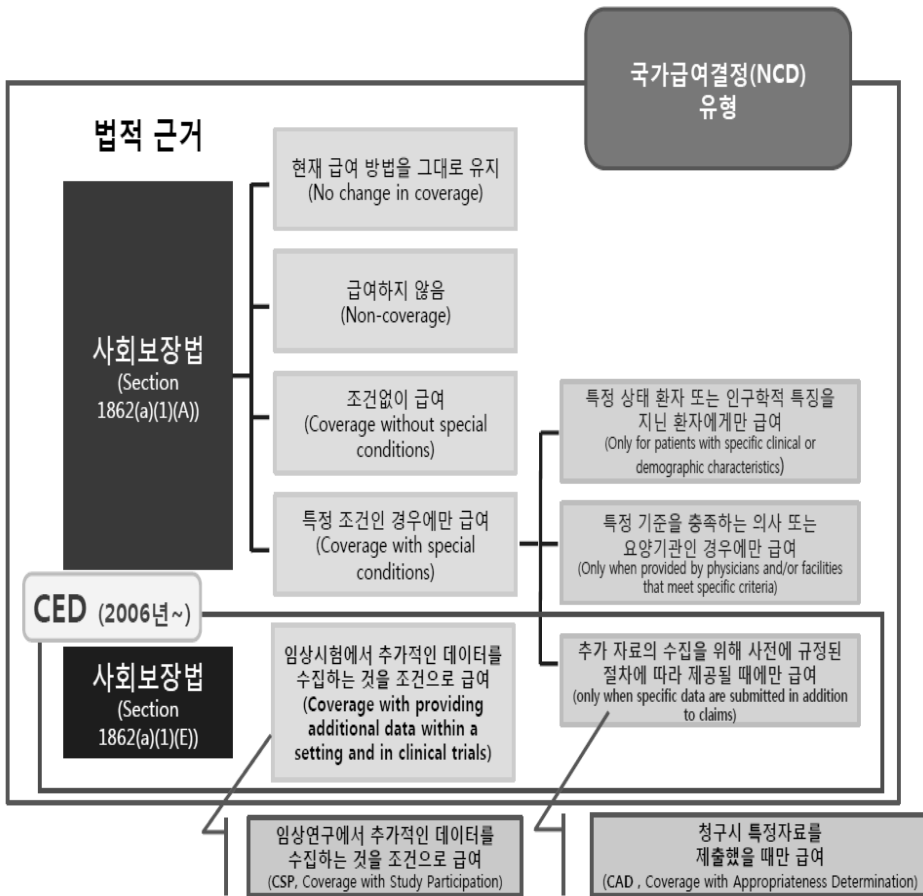 국가급여결정(NCD)
유형
법적 근거
사회보장법
(Section
1862(a)(1)(A))
현재 급여 방법을 그대로 유지
(No change in coverage)
급여하지 않음
(Non-coverage)
조건없이 급여
(Coverage without special
conditions)
특정 조건인 경우에만 급여
(Coverage with special
conditions)
특정 상태 환자 또는 인구학적 특징을
지닌 환자에게만 급여
(Only for patients with specific clinical or
demographic characteristics)
특정 기준을 충족하는 의사 또는
요양기관인 경우에만 급여
(Only when provided by physicians and/or facilities
that meet specific criteria)
CED (2006년~)
사회보장법
(Section
1862(a)(1)(E))
임상시험에서 추가적인 데이터를
수집하는 것을 조건으로 급여
(Coverage with providing
additional data within a
setting and in clinical trials)
추가 자료의 수집을 위해 사전에 규정된
절차에 따라 제공될 때에만 급여
(only when specific data are submitted in addition
to claims)
임상연구에서 추가적인 데이터를
수집하는 것을 조건으로 급여
(CSP, Coverage with Study Participation)
청구시 특정자료를
제출했을 때만 급여
(CAD , Coverage with Appropriateness Determination)